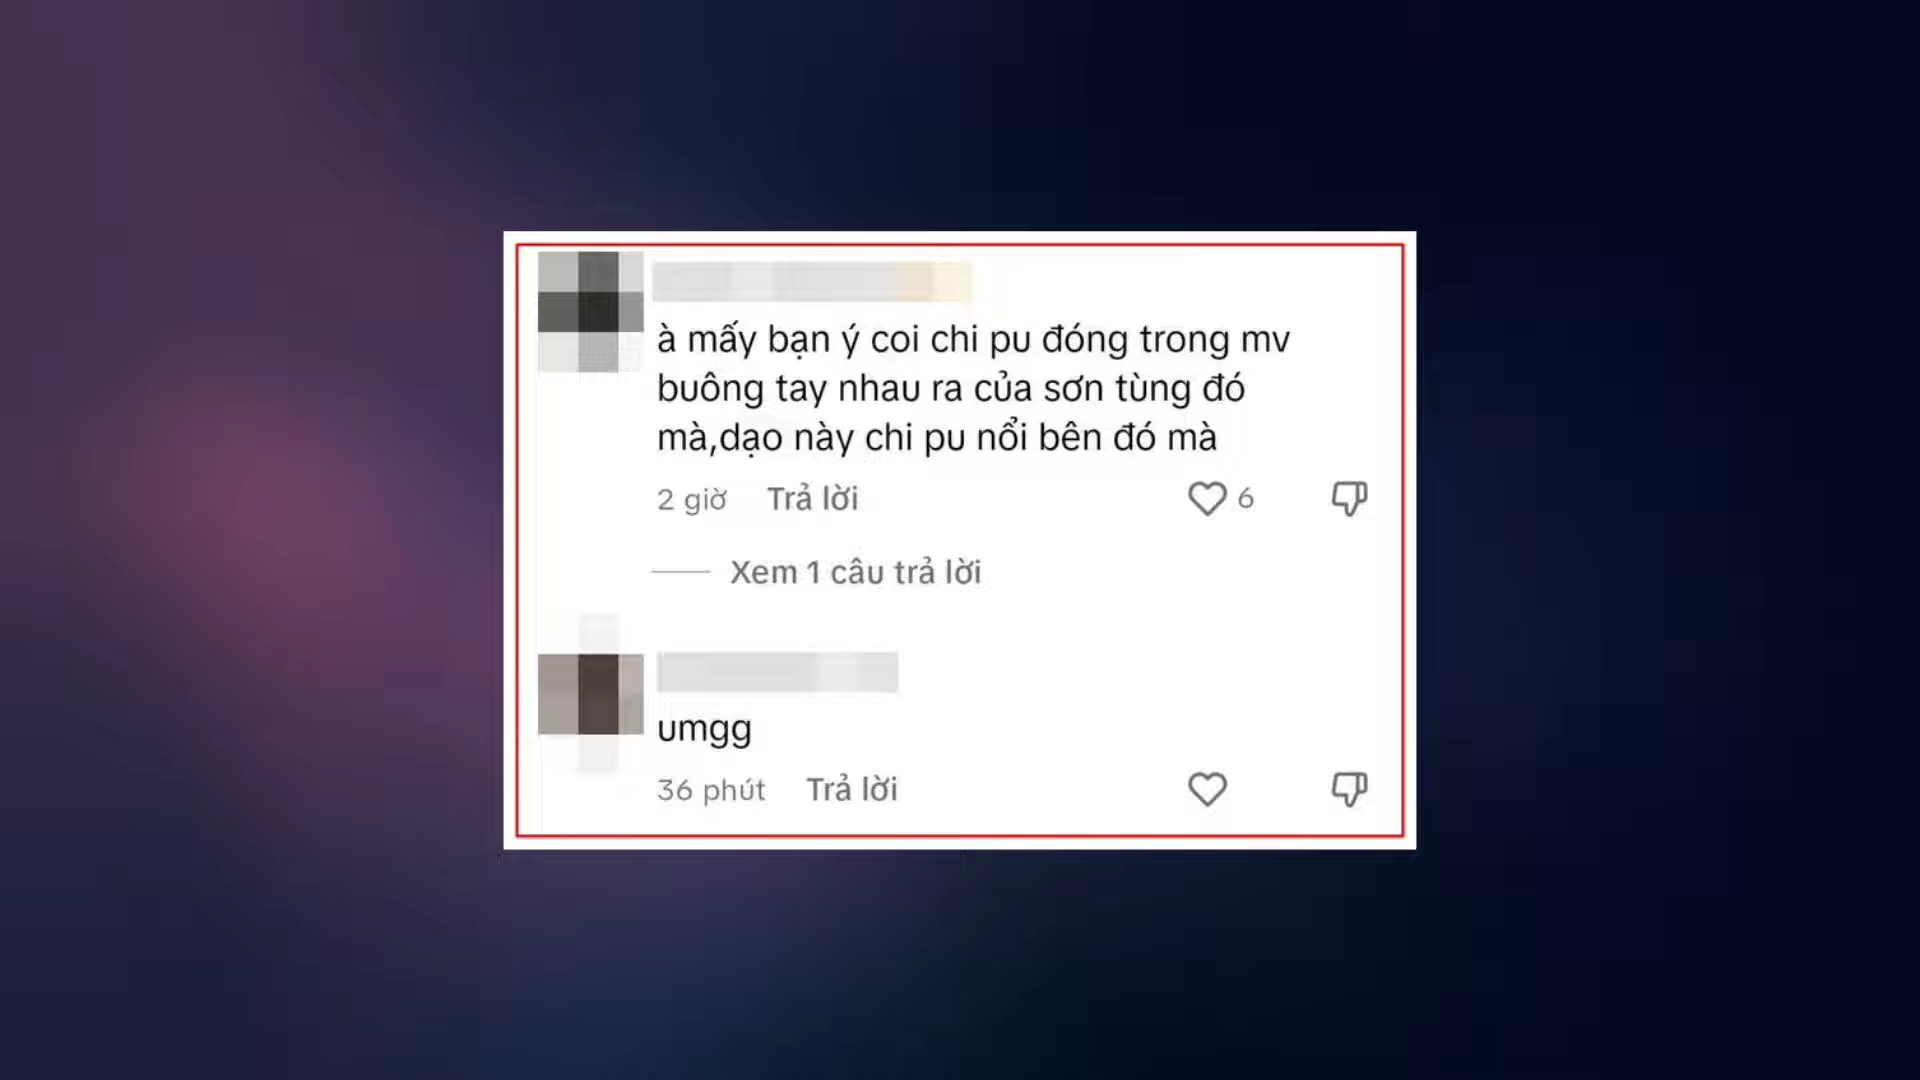 à mấy bạn ý coi chi pu đóng trong mv
buông tay nhau ra của sơn tùng đó
mà,dạo này chi pu nổi bên đó mà
2 giờ Trả lời 6
Xem 1 câu trả lời
umgg
36 phút Trả lời